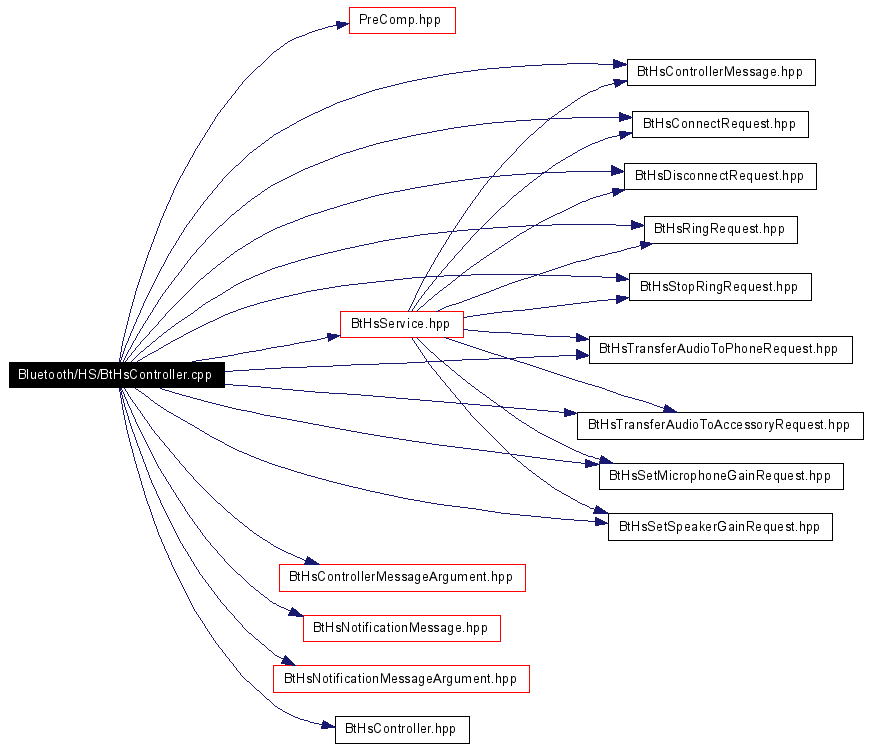 PreComp.hpp
BtHsControllerMessage.hpp
BtHsConnectRequest.hpp
BtHsDisconnectRequest.hpp
BtHsRingRequest.hpp
BtHsStopRingRequest.hpp
BtHsService.hpp
BtHsTransferAudioToPhoneRequest.hpp
Bluetooth/HS/BtHsController.cpp
BtHsTransferAudioToAccessoryRequest.hpp
BtHsSetMicrophoneGainRequest.hpp
BtHsSetSpeakerGainRequest.hpp
BtHsControllerMessageArgument.hpp
BtHsNotificationMessage.hpp
BtHsNotificationMessageArgument.hpp
BtHsController.hpp